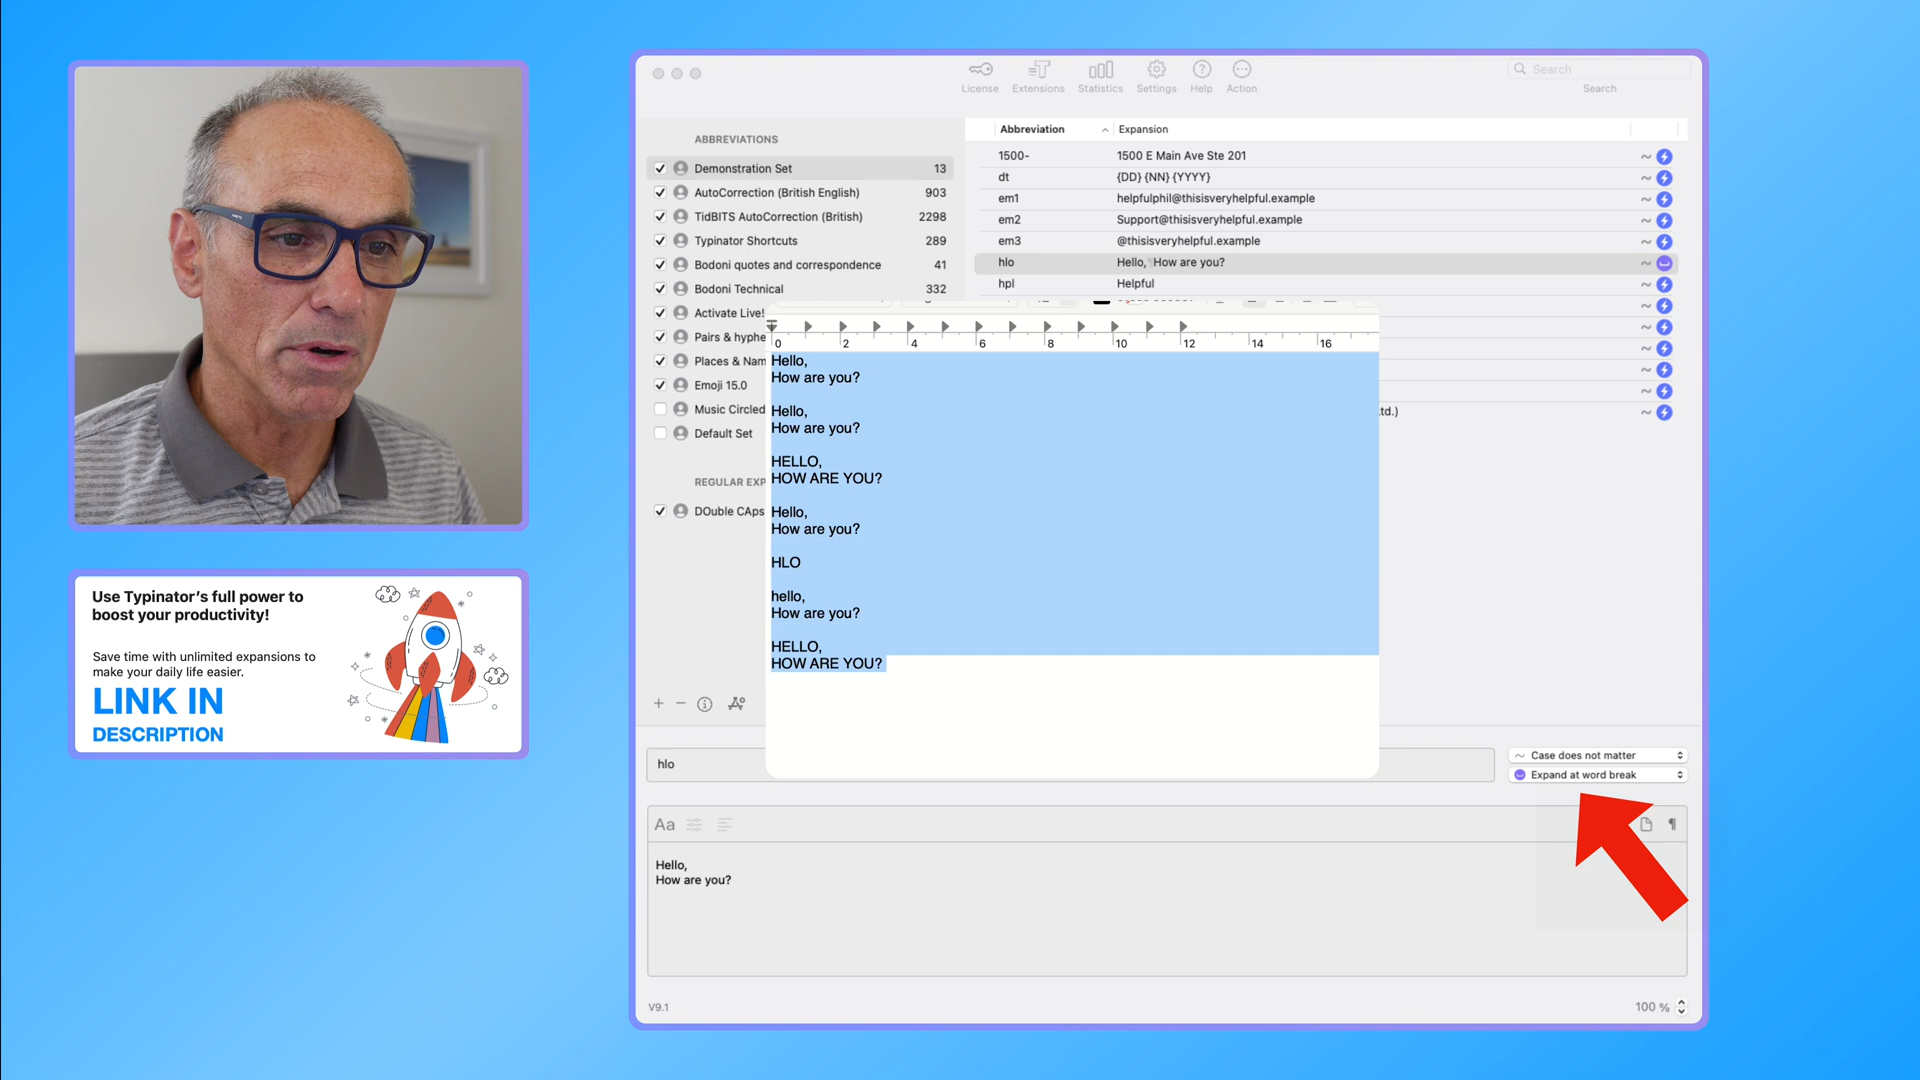 License
Extensions
Statistics
Settings
Help
Action
Search
Search
ABBREVIATIONS
Demonstration Set 13
AutoCorrection (British English) 903
TidBITS AutoCorrection (British) 2298
Typinator Shortcuts 289
Bodoni quotes and correspondence 41
Bodoni Technical 332
Activate Live!
Pairs & hyphe
Places & Nam
Emoji 15.0
Music Circled
Default Set
REGULAR EXP
DOuble CAps
Abbreviation Expansion
1500- 1500 E Main Ave Ste 201
dt {DD} {NN} {YYYY}
em1 helpfulphil@thisisveryhelpful.example
em2 Support@thisisveryhelpful.example
em3 @thisisveryhelpful.example
hlo Hello, How are you?
hpl Helpful
td.)
0 2 4 6 8 10 12 14 16
Hello,
How are you?
Hello,
How are you?
HELLO,
HOW ARE YOU?
Hello,
How are you?
HLO
hello,
How are you?
HELLO,
HOW ARE YOU?
hlo
Case does not matter
Expand at word break
Aa
¶
Hello,
How are you?
V9.1
100 %
Use Typinator’s full power to
boost your productivity!
Save time with unlimited expansions to
make your daily life easier.
LINK IN
DESCRIPTION